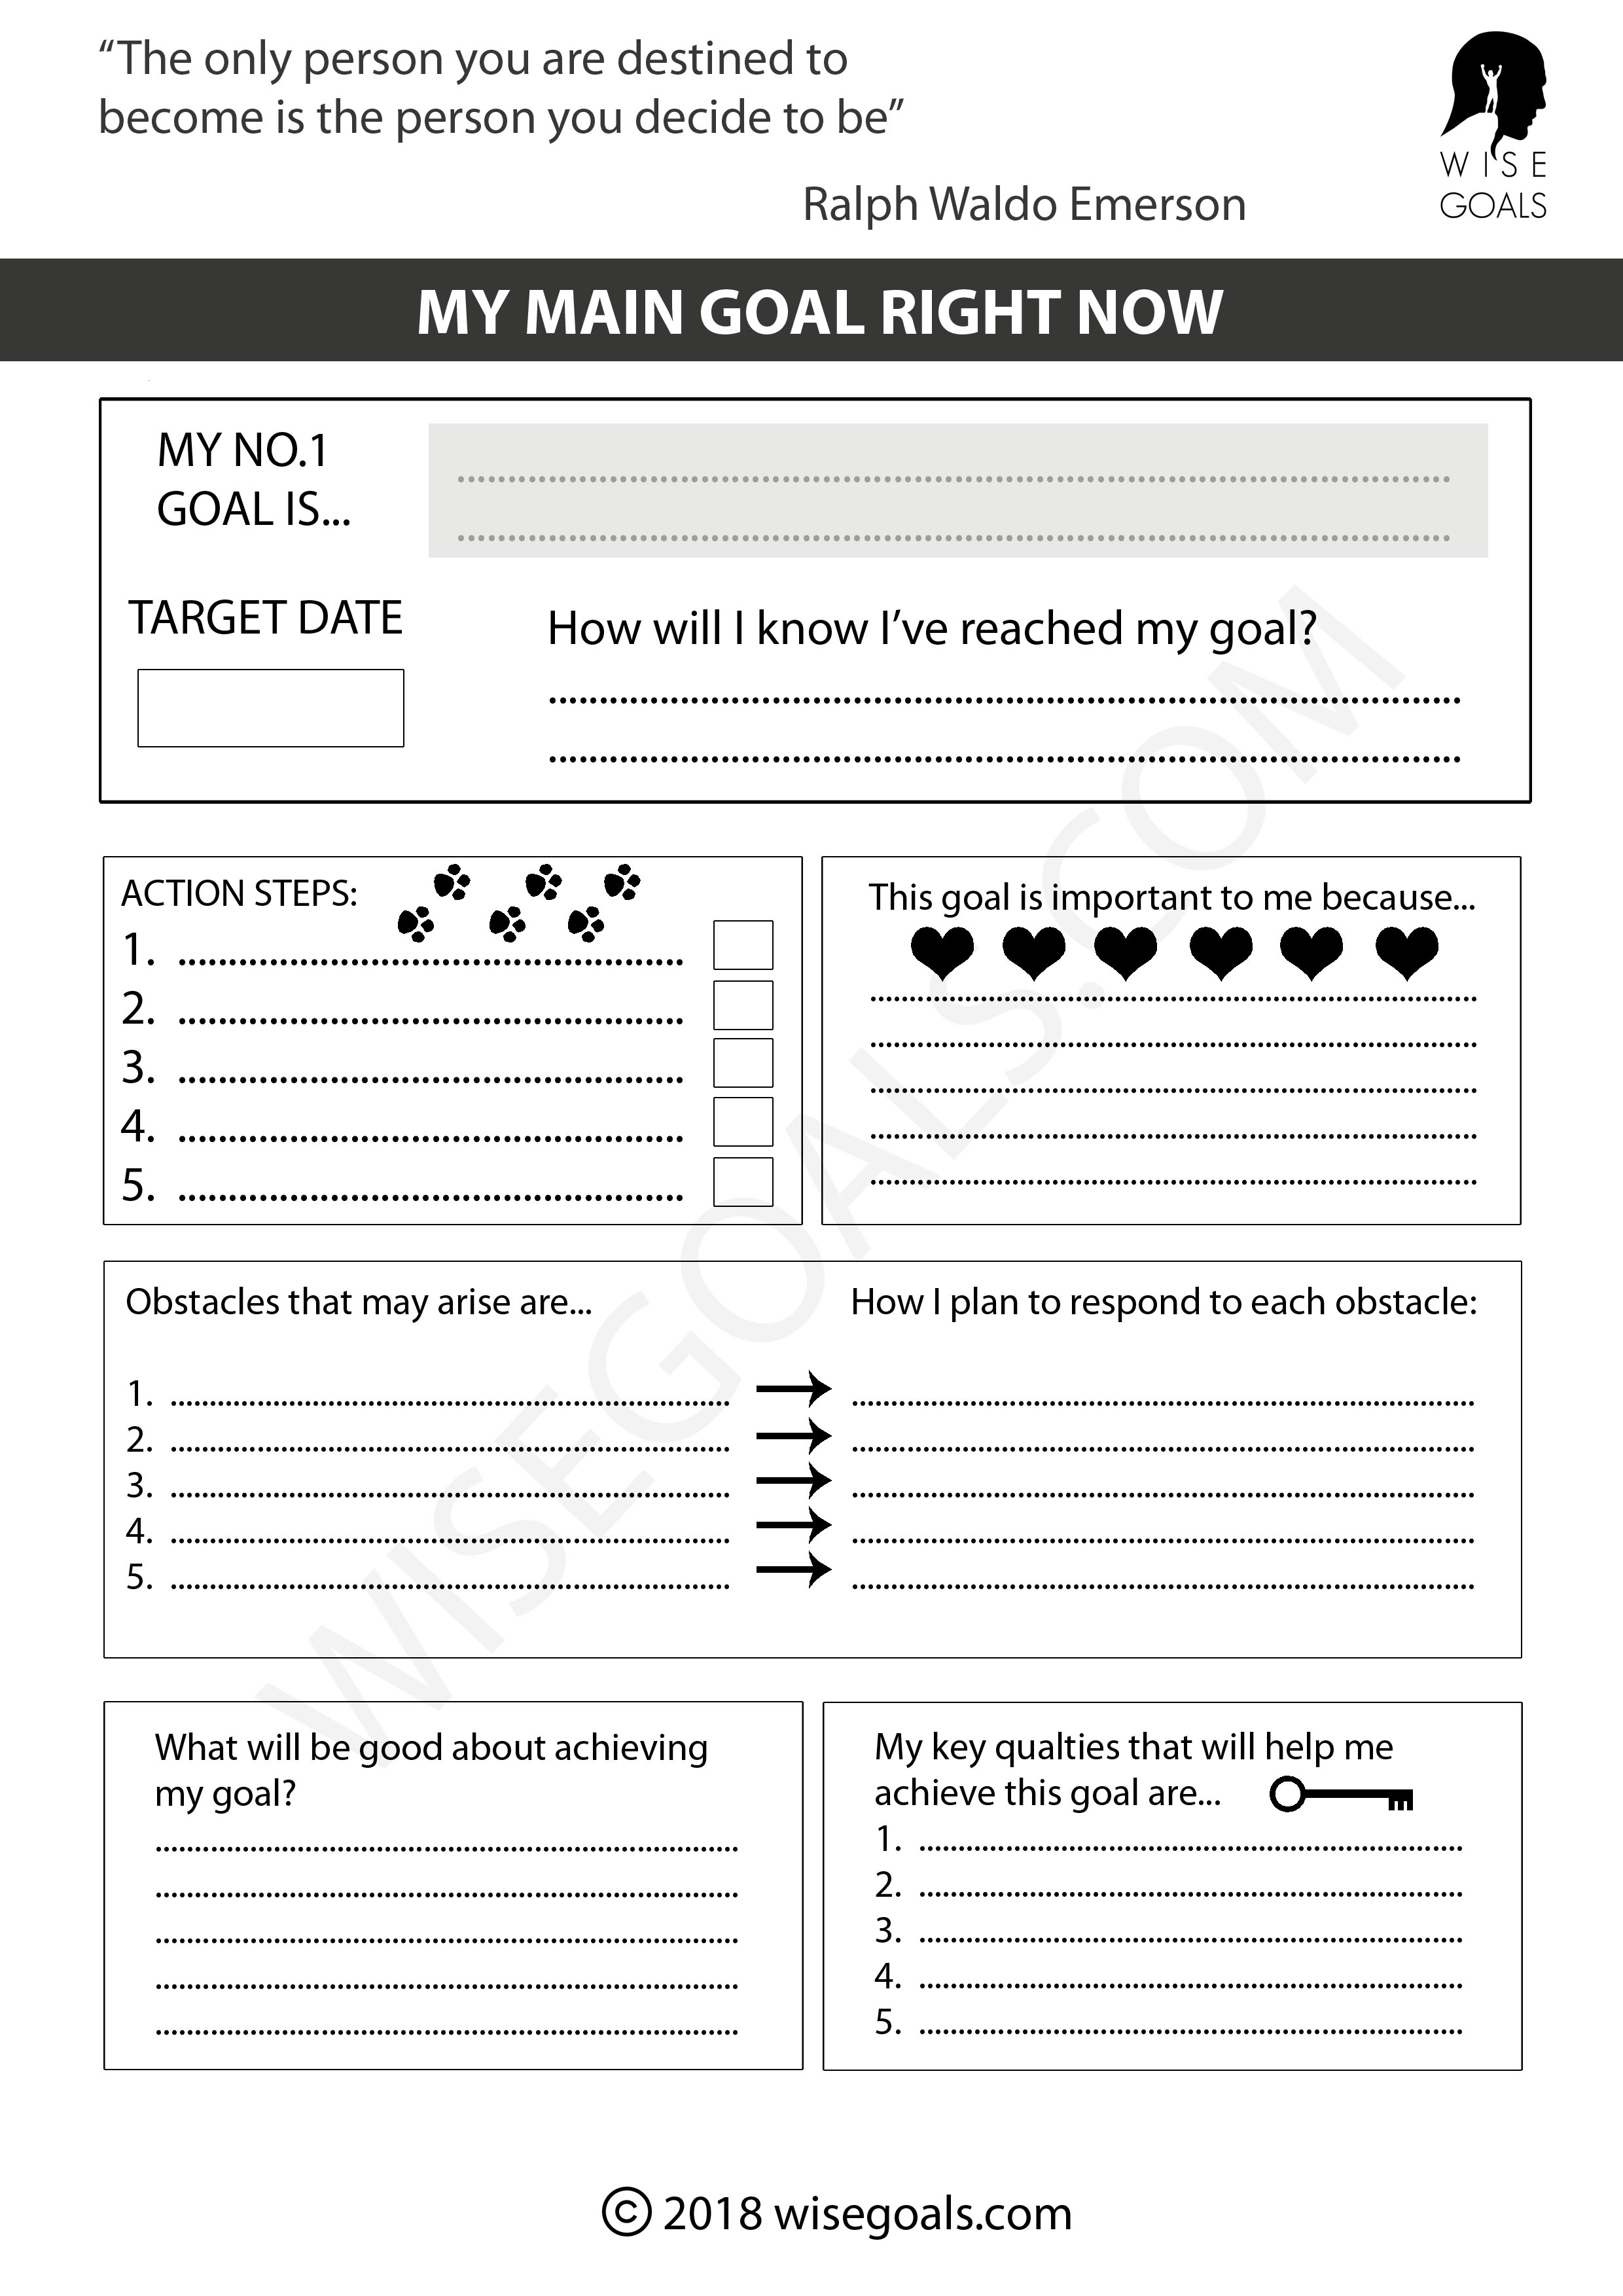 “The only person you are destined to
become is the person you decide to be”
Ralph Waldo Emerson
WISE
GOALS
MY MAIN GOAL RIGHT NOW
MY NO.1
GOAL IS...
TARGET DATE
How will I know I’ve reached my goal?
ACTION STEPS:
1.
2.
3.
4.
5.
This goal is important to me because...
Obstacles that may arise are...
How I plan to respond to each obstacle:
1.
2.
3.
4.
5.
What will be good about achieving
my goal?
My key qualties that will help me
achieve this goal are...
1.
2.
3.
4.
5.
WISEGOALS.COM
© 2018 wisegoals.com